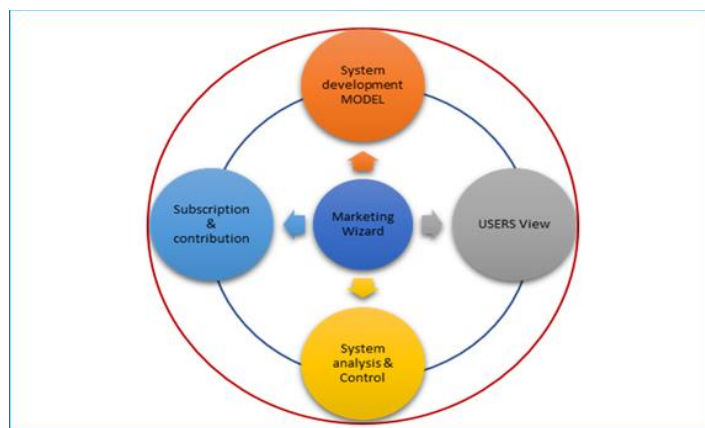 System
development
MODEL
Subscription
&
contribution
Marketing
Wizard
USERS View
System
analysis &
Control